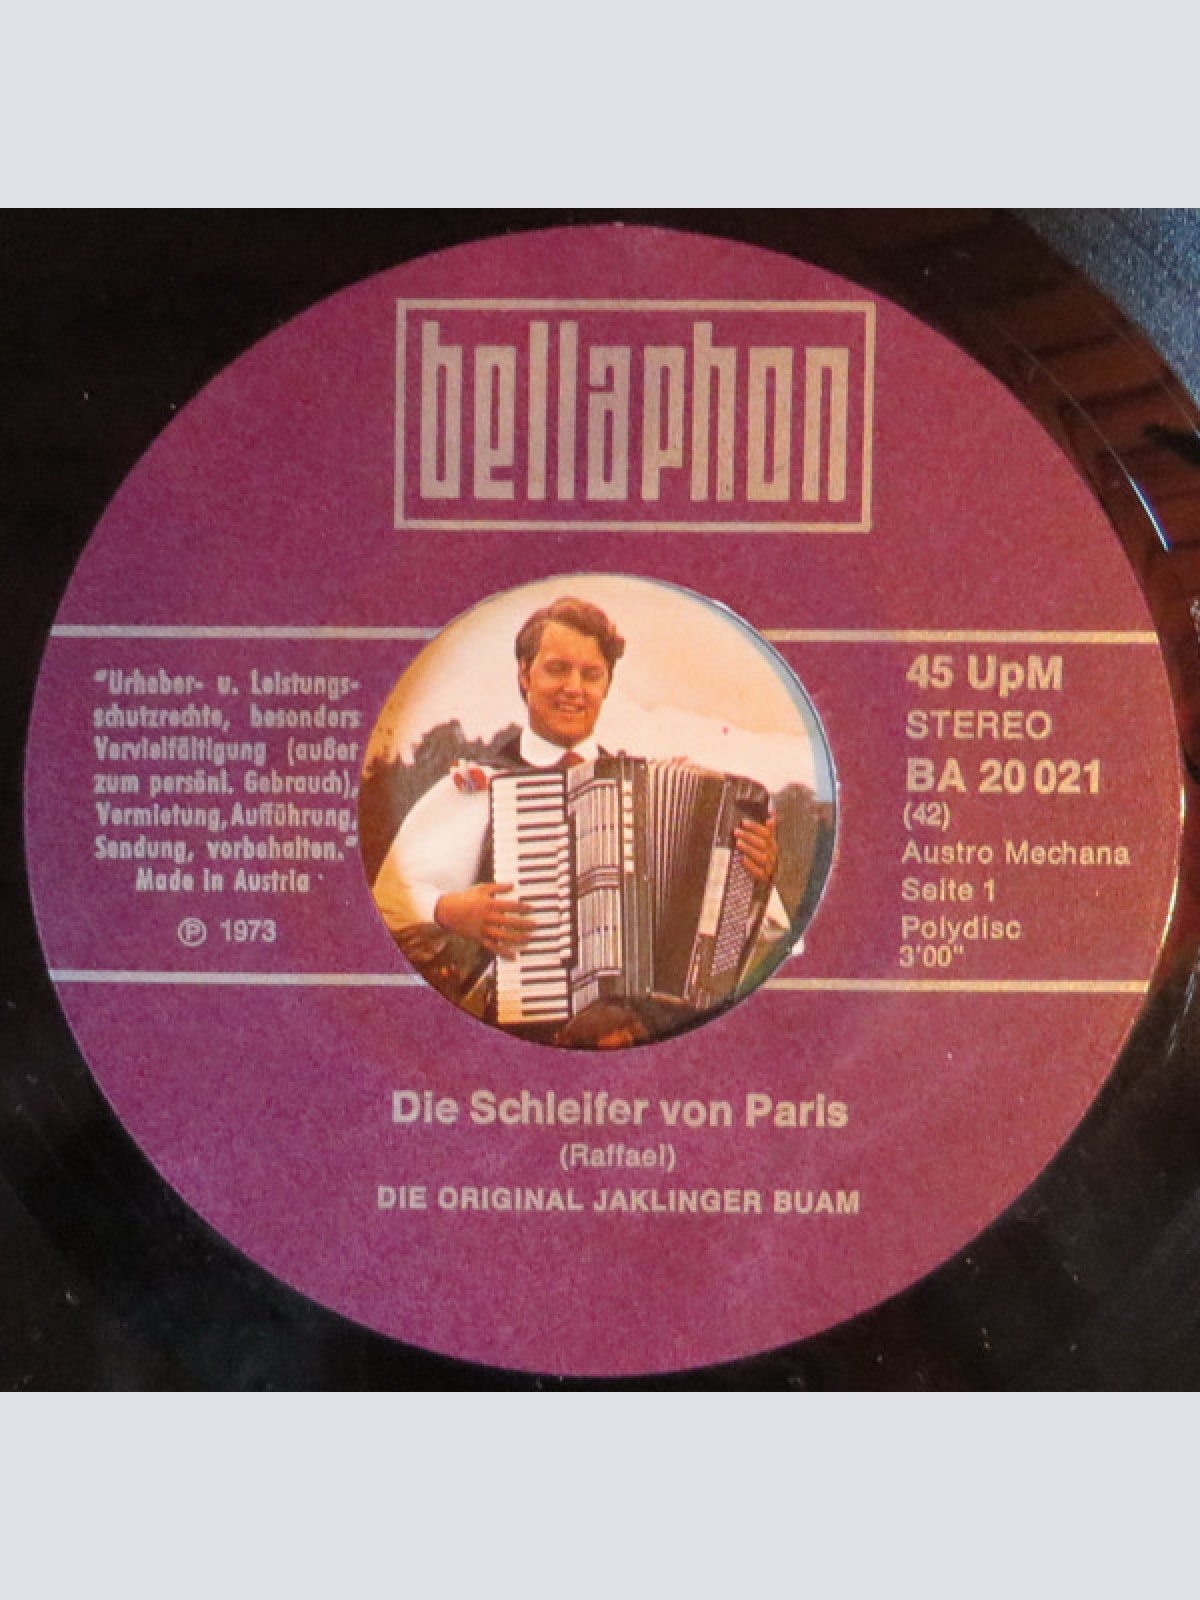 bellaphon
"Urheber- u. Leistungs-
schutzrechte, besonders
Vervielfältigung (außer
zum persönl. Gebrauch),
Vermietung, Aufführung,
Sendung, vorbehalten."
Made in Austria
℗ 1973
45 UpM
STEREO
BA 20 021
(42)
Austro Mechana
Seite 1
Polydisc
3'00"
Die Schleifer von Paris
(Raffael)
DIE ORIGINAL JAKLINGER BUAM